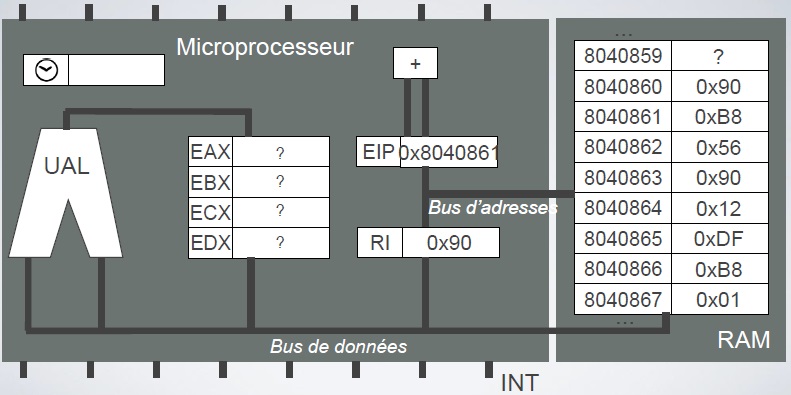 Microprocesseur
+
UAL
EAX ?
EBX ?
ECX ?
EDX ?
EIP 0x8040861
Bus d’adresses
RI 0x90
Bus de données
INT
...
8040859 ?
8040860 0x90
8040861 0xB8
8040862 0x56
8040863 0x90
8040864 0x12
8040865 0xDF
8040866 0xB8
8040867 0x01
...
RAM